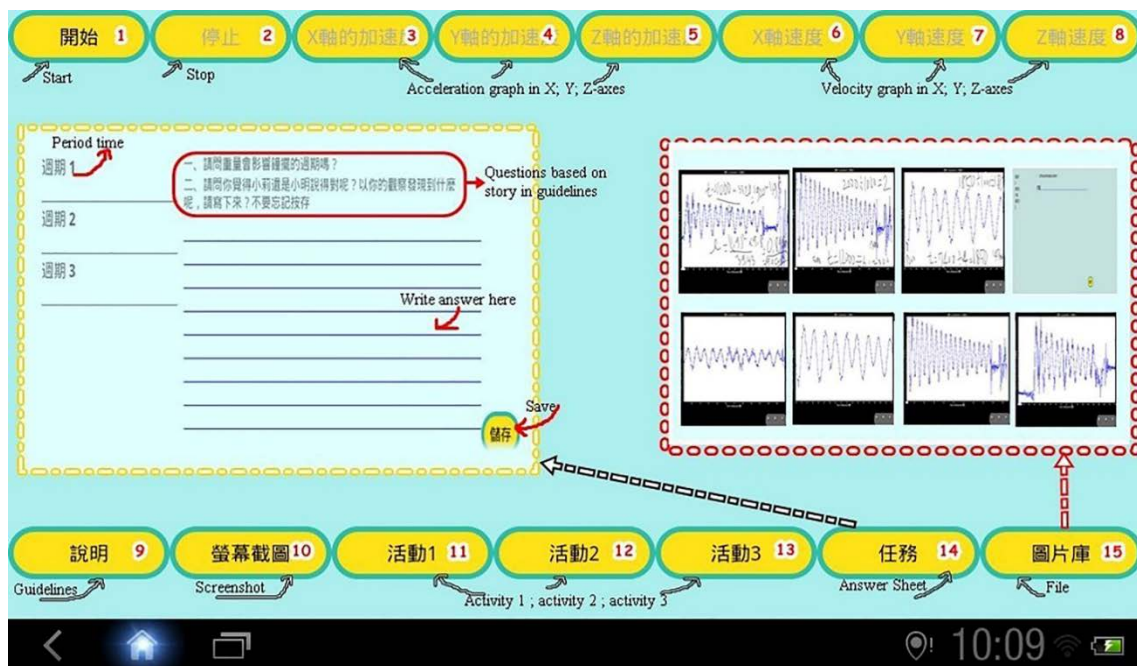 開始 1
停止 2
X軸的加速度 3
Y軸的加速度 4
Z軸的加速度 5
X軸速度 6
Y軸速度 7
Z軸速度 8
Start
Stop
Acceleration graph in X; Y; Z-axes
Velocity graph in X; Y; Z-axes
Period time
週期 1
週期 2
週期 3
一、請問重量會影響鐘擺的週期嗎？
二、請問你覺得小莉還是小明說得對呢？以你的觀察發現到什麼
呢，請寫下來？不要忘記按存
Questions based on
story in guidelines
Write answer here
Save
儲存
說明 9
螢幕截圖 10
活動1 11
活動2 12
活動3 13
任務 14
圖片庫 15
Guidelines
Screenshot
Activity 1 ; activity 2 ; activity 3
Answer Sheet
File
10:09